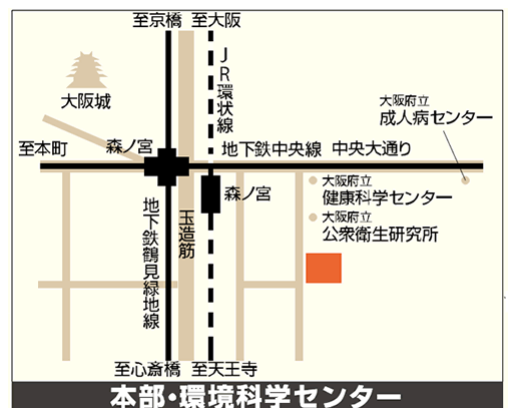 至京橋 至大阪
JR環状線
大阪城
大阪府立
成人病センター
至本町
森ノ宮
地下鉄中央線 中央大通り
大阪府立
健康科学センター
森ノ宮
大阪府立
公衆衛生研究所
地下鉄鶴見緑地線
玉造筋
至心斎橋 至天王寺
本部・環境科学センター